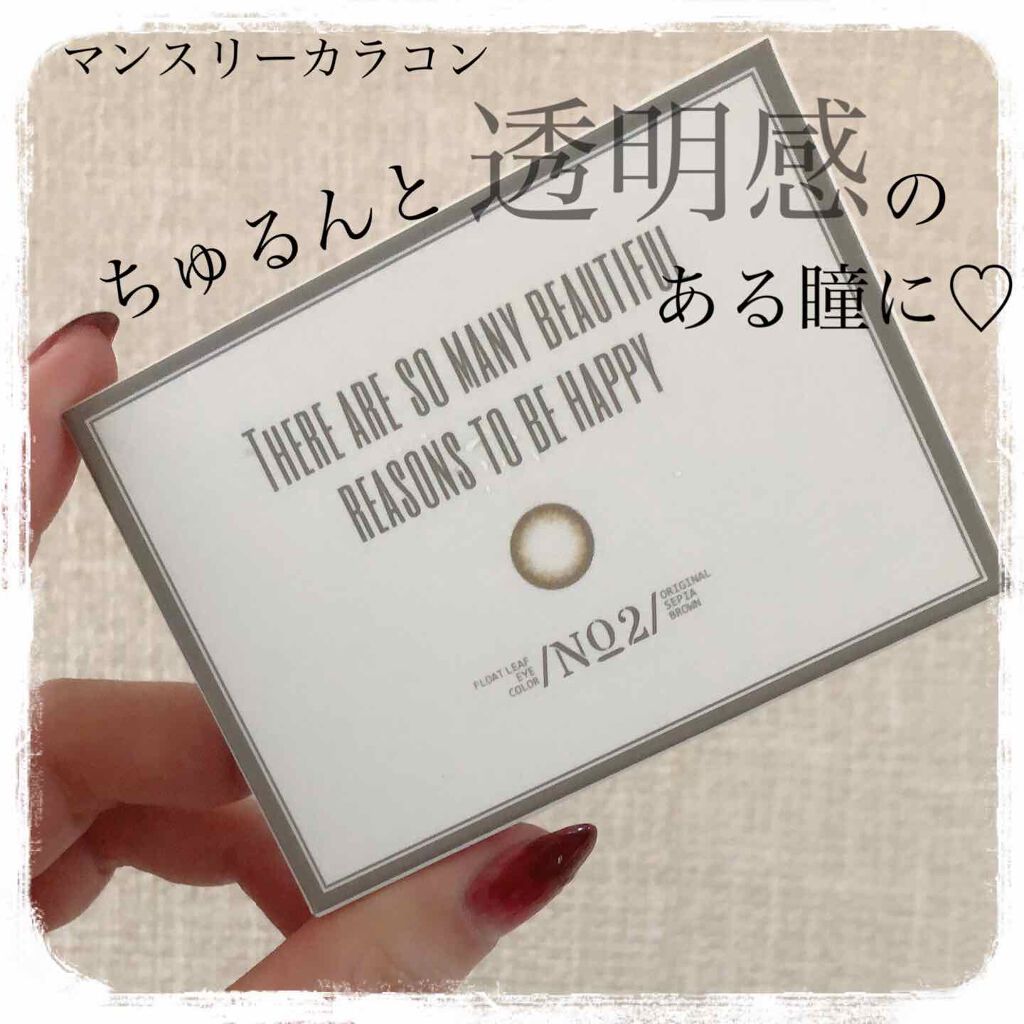 マンスリーカラコン
ちゅるんと透明感の
ある瞳に♡
THERE ARE SO MANY BEAUTIFUL
REASONS TO BE HAPPY
FLOAT LEAF
EYE
COLOR
/NO2/
ORIGINAL
SEPIA
BROWN